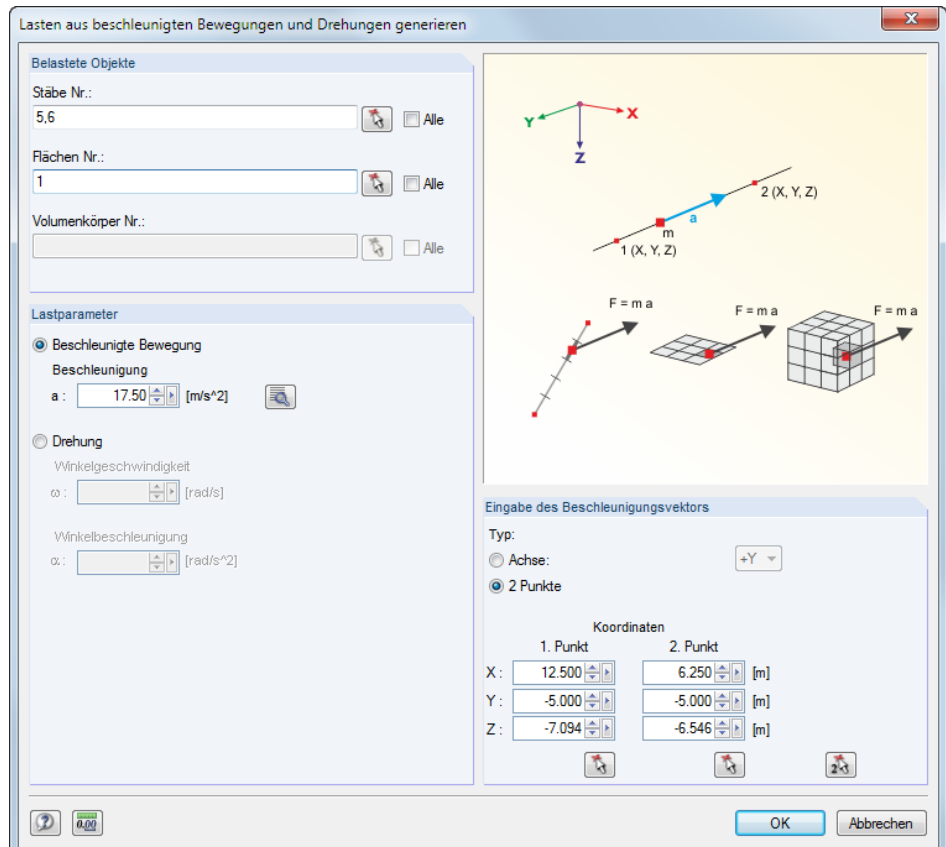 Lasten aus beschleunigten Bewegungen und Drehungen generieren
Belastete Objekte
Stäbe Nr.:
5,6
Alle
Flächen Nr.:
1
Alle
Volumenkörper Nr.:
Alle
Lastparameter
Beschleunigte Bewegung
Beschleunigung
a : 17.50 [m/s^2]
Drehung
Winkelgeschwindigkeit
ω : [rad/s]
Winkelbeschleunigung
α : [rad/s^2]
X
Y
Z
2 (X, Y, Z)
a
m
1 (X, Y, Z)
F = m a
F = m a
F = m a
Eingabe des Beschleunigungsvektors
Typ:
Achse: +Y
2 Punkte
Koordinaten
1. Punkt 2. Punkt
X : 12.500 6.250 [m]
Y : -5.000 -5.000 [m]
Z : -7.094 -6.546 [m]
2
0.00
OK
Abbrechen